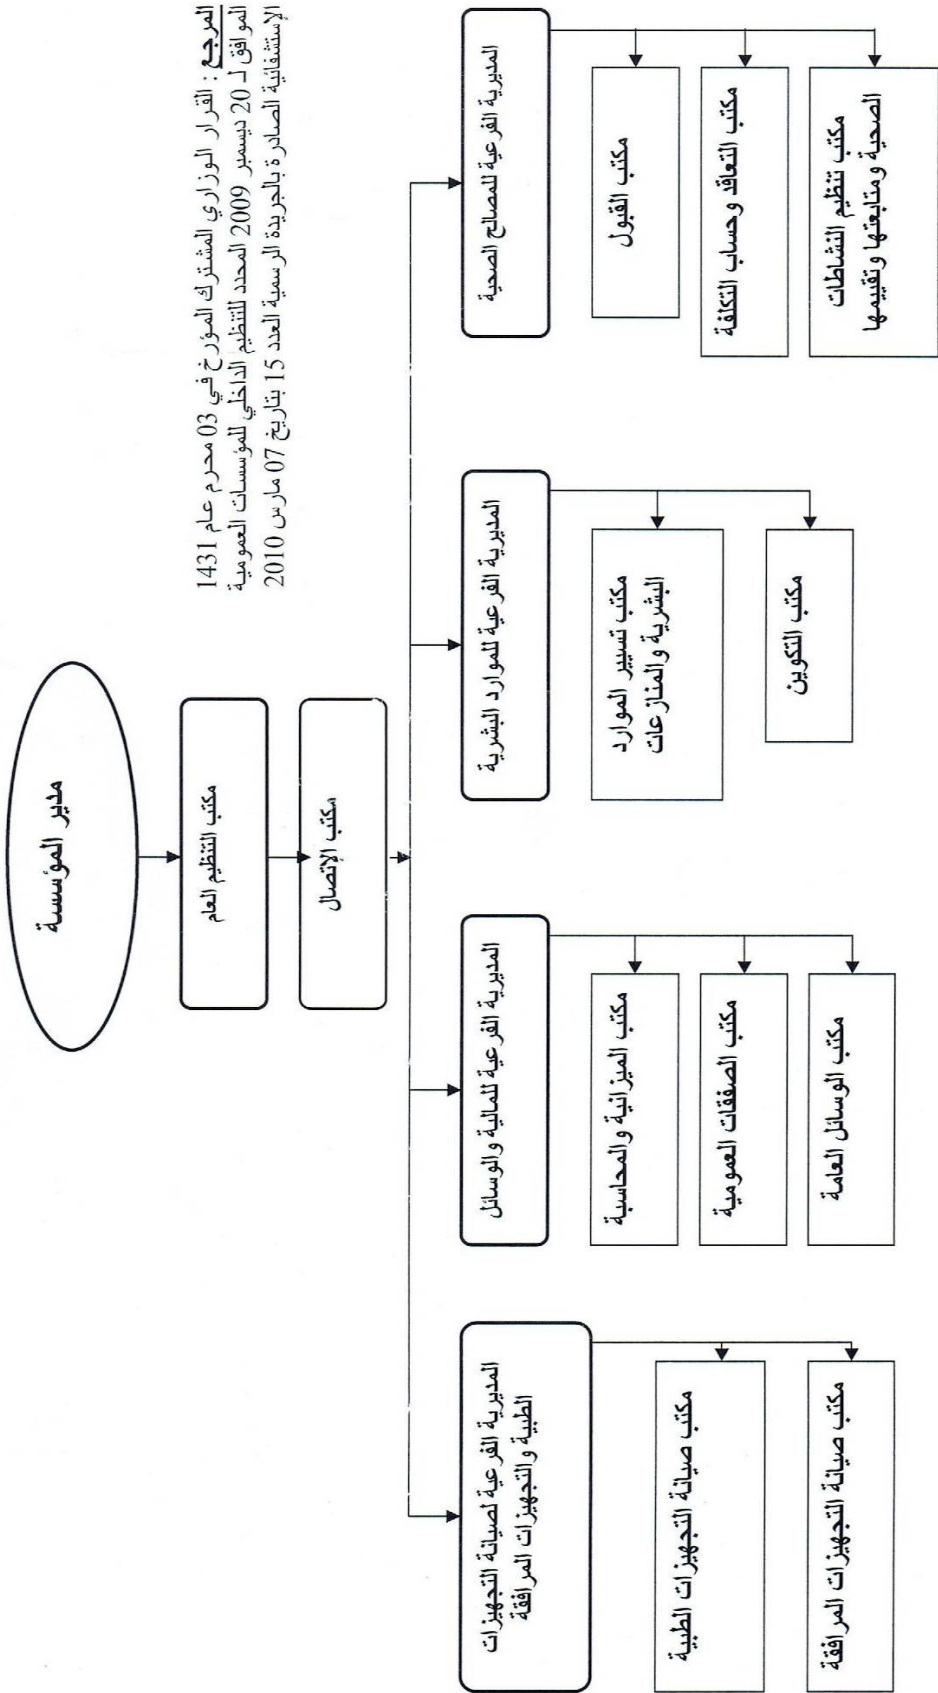 المرجع : القرار الوزاري المشترك المؤرخ في 03 محرم عام 1431
الموافق لـ 20 ديسمبر 2009 المحدد للتنظيم الداخلي للمؤسسات العمومية
الإستشفائية الصادرة بالجريدة الرسمية العدد 15 بتاريخ 07 مارس 2010
مدير المؤسسة
مكتب التنظيم العام
مكتب الإتصال
المديرية الفرعية للمصالح الصحية
مكتب القبول
مكتب التعاقد وحساب التكلفة
مكتب تنظيم النشاطات
الصحية ومتابعتها وتقييمها
المديرية الفرعية للموارد البشرية
مكتب تسيير الموارد
البشرية والمنازعات
مكتب التكوين
المديرية الفرعية للمالية والوسائل
مكتب الميزانية والمحاسبة
مكتب الصفقات العمومية
مكتب الوسائل العامة
المديرية الفرعية لصيانة التجهيزات
الطبية والتجهيزات المرافقة
مكتب صيانة التجهيزات الطبية
مكتب صيانة التجهيزات المرافقة